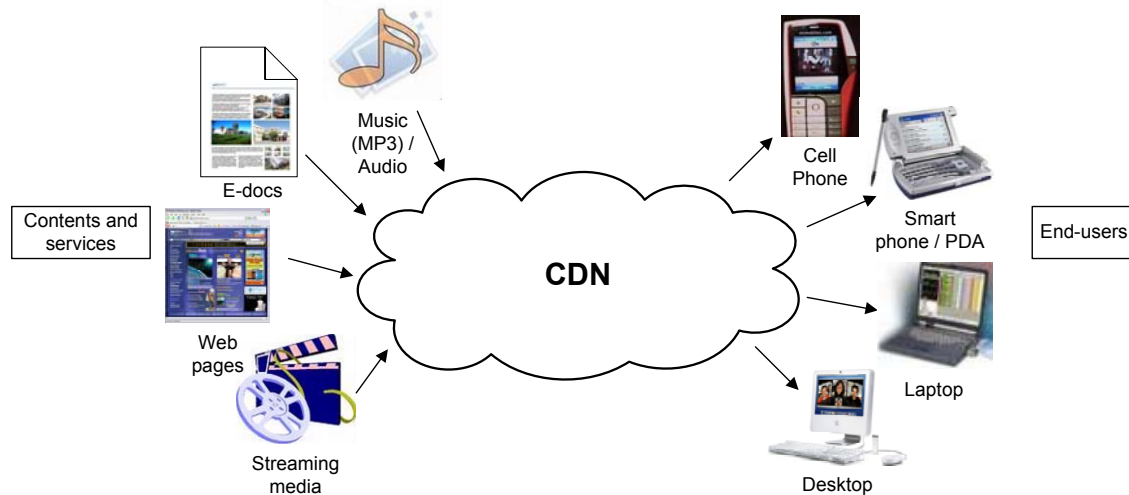 Music
(MP3) /
Audio
E-docs
Contents and
services
Web
pages
Streaming
media
CDN
Cell
Phone
Smart
phone / PDA
End-users
Laptop
Desktop